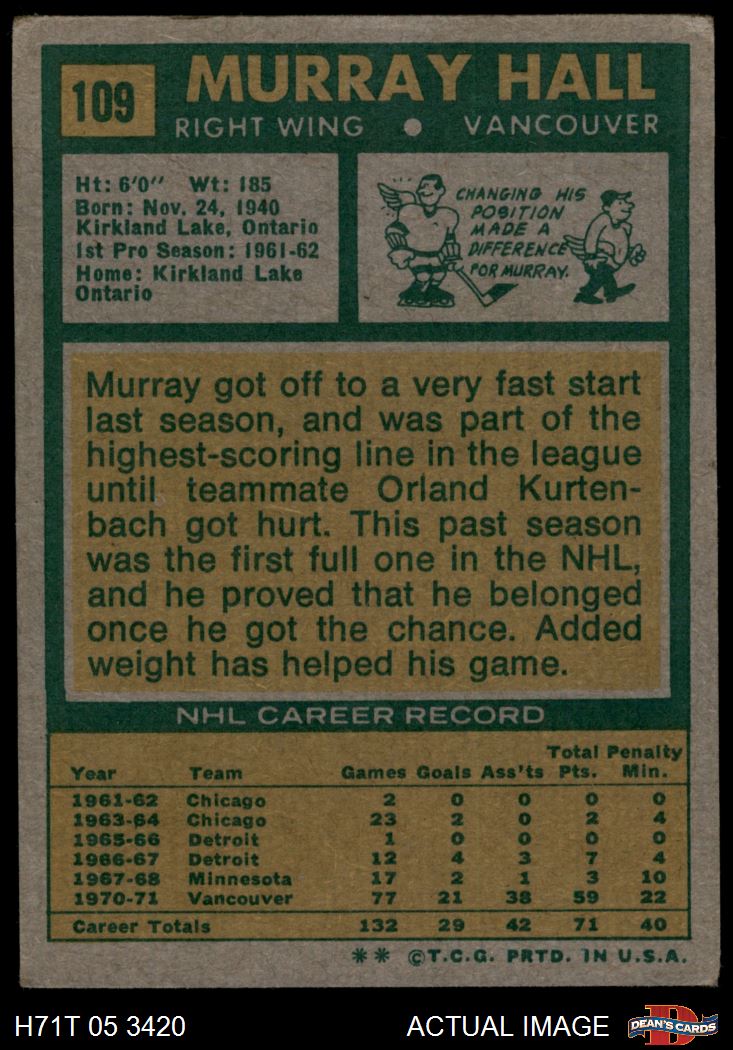 109
MURRAY HALL
RIGHT WING ● VANCOUVER
Ht: 6'0" Wt: 185
Born: Nov. 24, 1940
Kirkland Lake, Ontario
1st Pro Season: 1961-62
Home: Kirkland Lake
Ontario
CHANGING HIS
POSITION
MADE A
DIFFERENCE
FOR MURRAY.
Murray got off to a very fast start
last season, and was part of the
highest-scoring line in the league
until teammate Orland Kurten-
bach got hurt. This past season
was the first full one in the NHL,
and he proved that he belonged
once he got the chance. Added
weight has helped his game.
NHL CAREER RECORD
Total Penalty
Year Team Games Goals Ass'ts Pts. Min.
1961-62 Chicago 2 0 0 0 0
1963-64 Chicago 23 2 0 2 4
1965-66 Detroit 1 0 0 0 0
1966-67 Detroit 12 4 3 7 4
1967-68 Minnesota 17 2 1 3 10
1970-71 Vancouver 77 21 38 59 22
Career Totals 132 29 42 71 40
** ©T.C.G. PRTD. IN U.S.A.
H71T 05 3420
ACTUAL IMAGE
D
DEAN'S CARDS